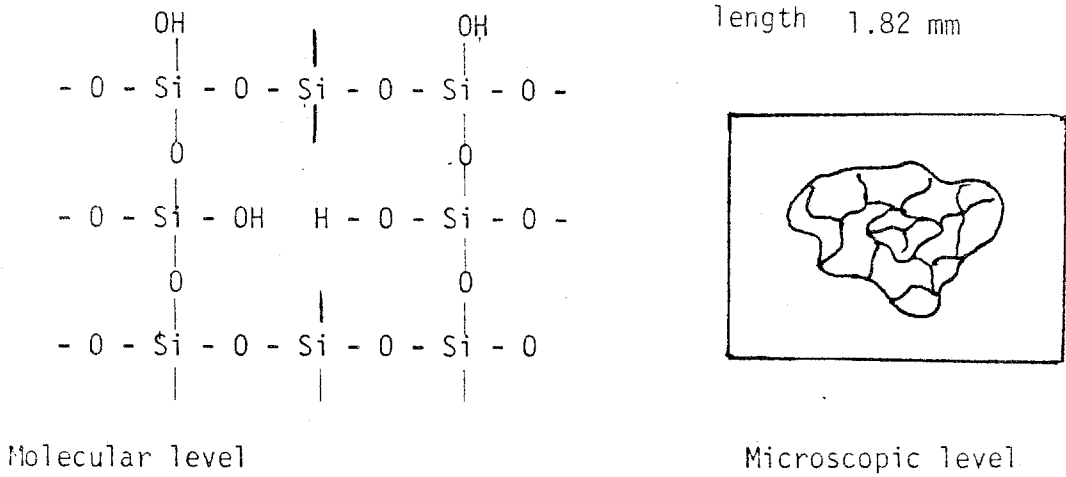 OH OH
- O - Si - O - Si - O - Si - O -
O O
- O - Si - OH H - O - Si - O -
O O
- O - Si - O - Si - O - Si - O
Molecular level
length 1.82 mm
Microscopic level